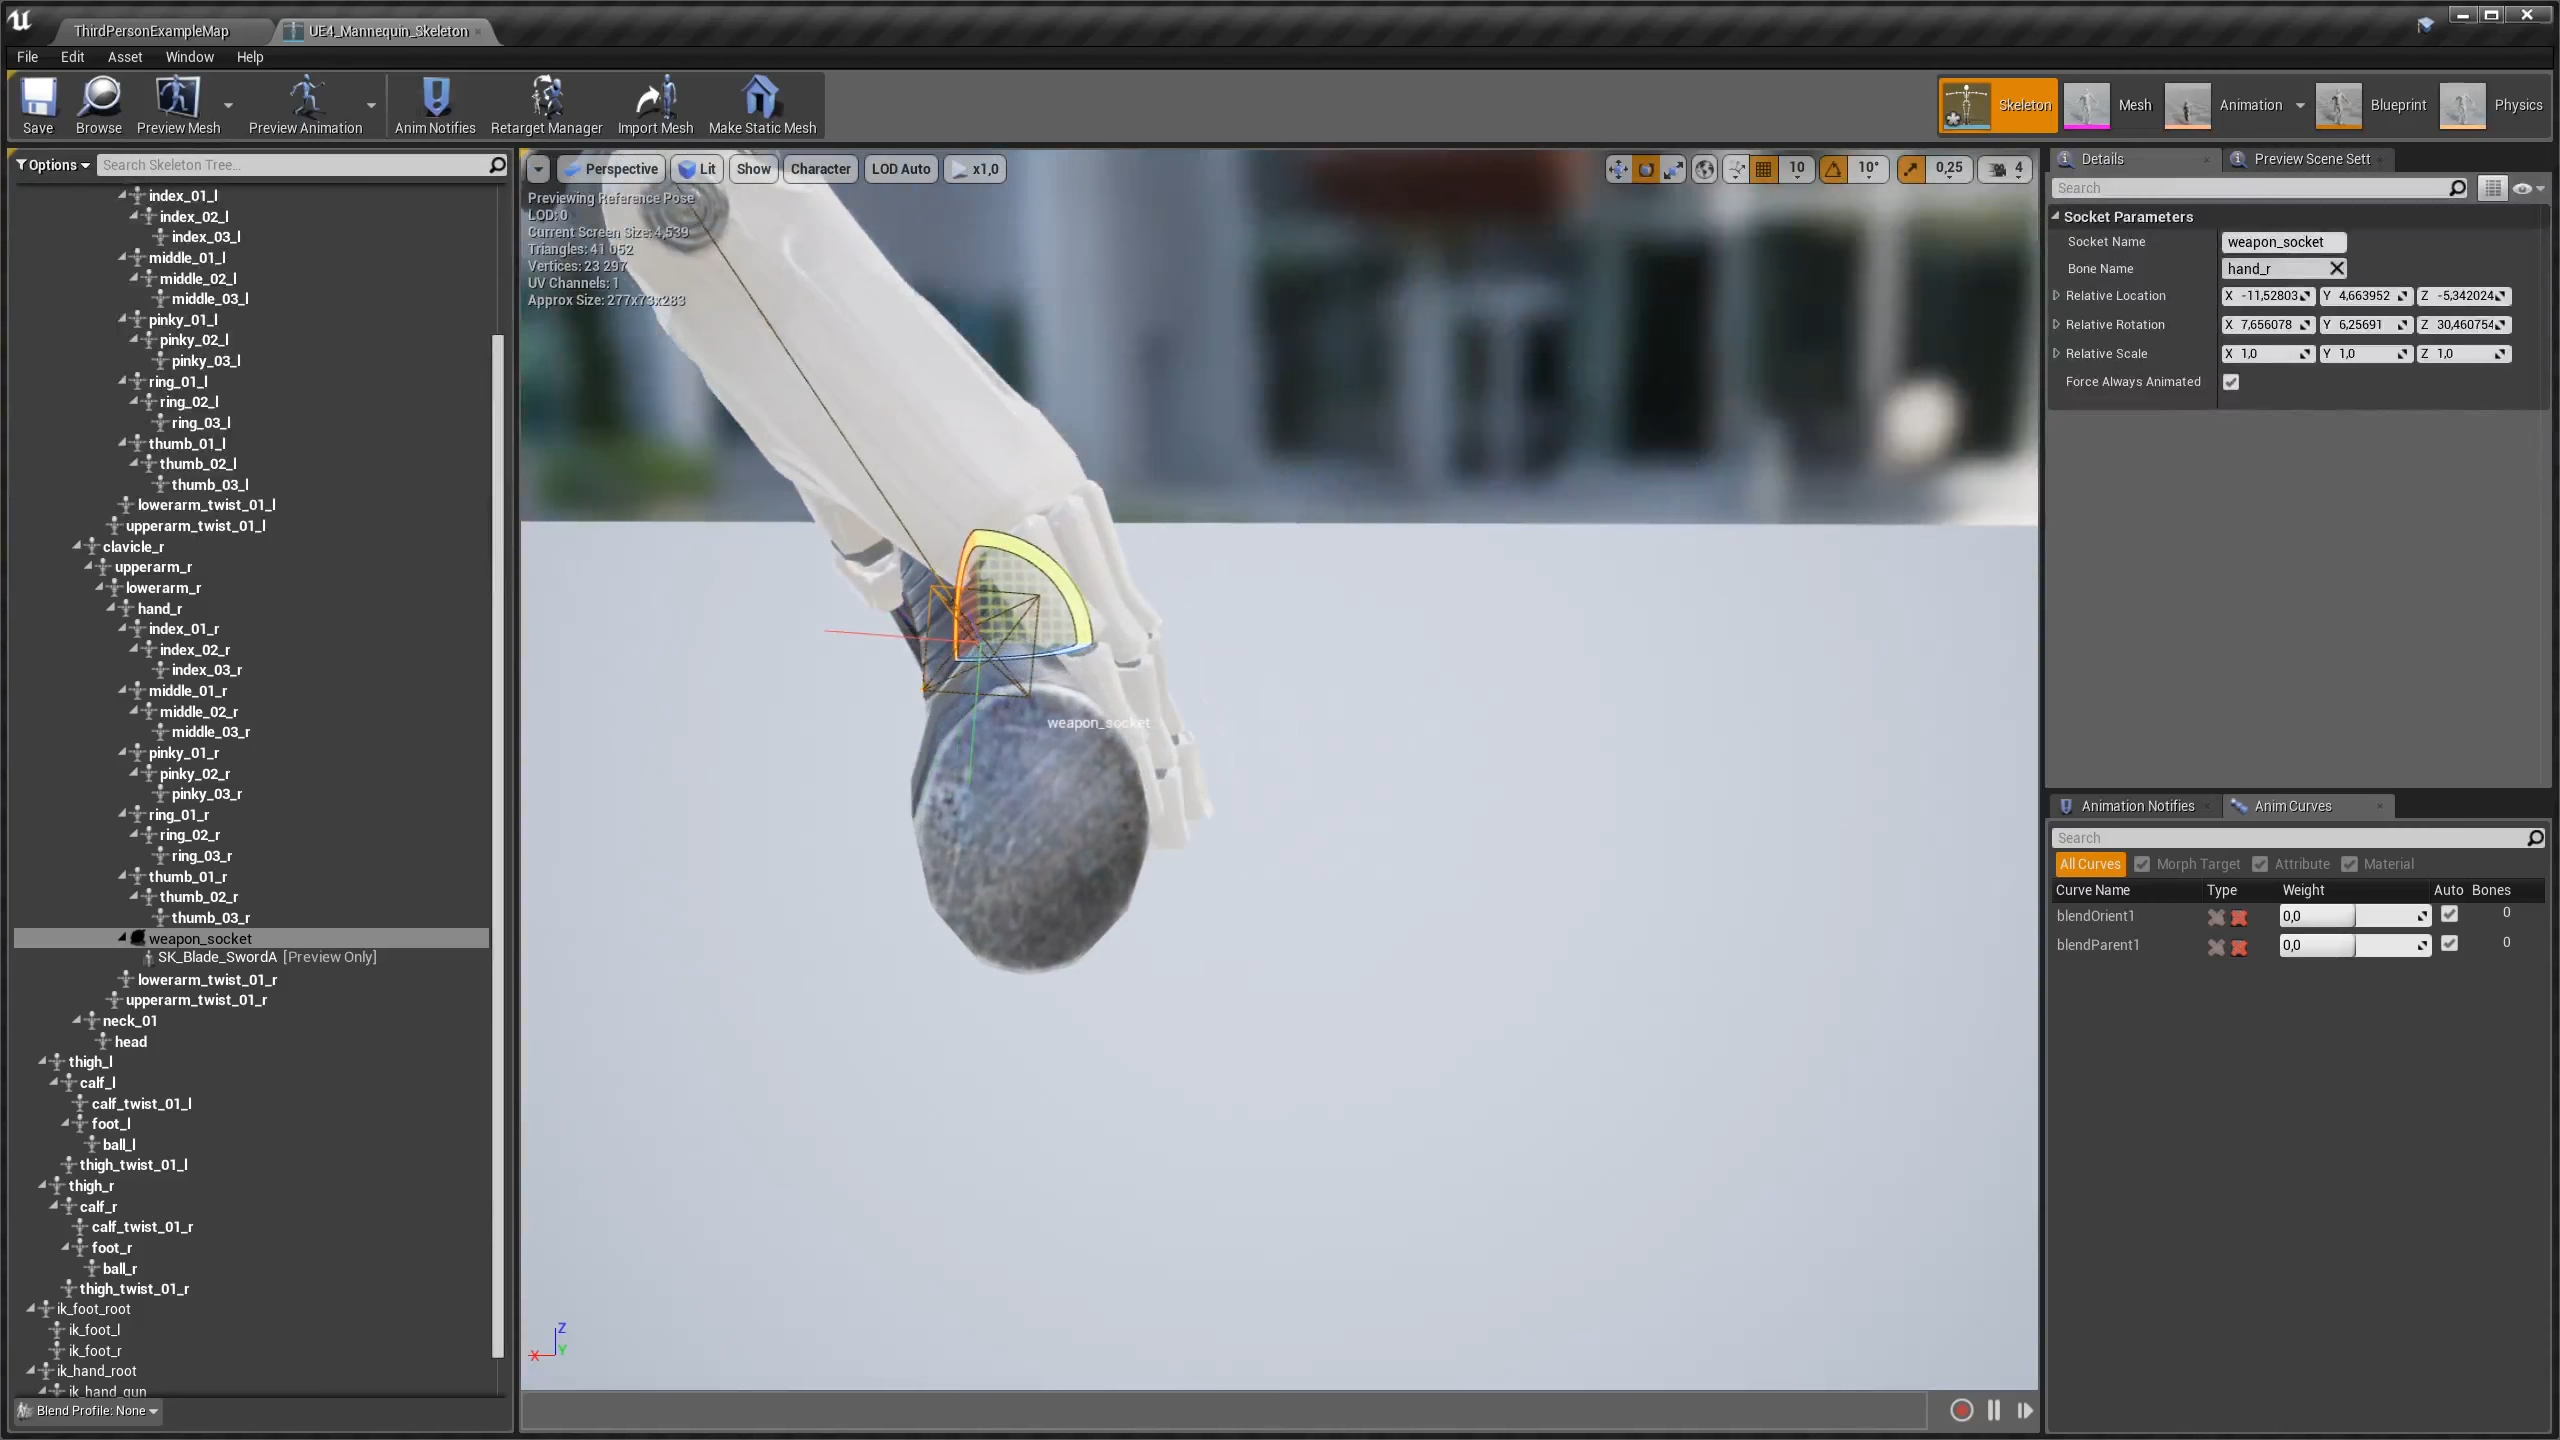 ThirdPersonExampleMap
UE4_Mannequin_Skeleton
File Edit Asset Window Help
Save
Browse
Preview Mesh
Preview Animation
Anim Notifies
Retarget Manager
Import Mesh
Make Static Mesh
Skeleton
Mesh
Animation
Blueprint
Physics
Options
Search Skeleton Tree...
index_01_l
index_02_l
index_03_l
middle_01_l
middle_02_l
middle_03_l
pinky_01_l
pinky_02_l
pinky_03_l
ring_01_l
ring_02_l
ring_03_l
thumb_01_l
thumb_02_l
thumb_03_l
lowerarm_twist_01_l
upperarm_twist_01_l
clavicle_r
upperarm_r
lowerarm_r
hand_r
index_01_r
index_02_r
index_03_r
middle_01_r
middle_02_r
middle_03_r
pinky_01_r
pinky_02_r
pinky_03_r
ring_01_r
ring_02_r
ring_03_r
thumb_01_r
thumb_02_r
thumb_03_r
weapon_socket
SK_Blade_SwordA [Preview Only]
lowerarm_twist_01_r
upperarm_twist_01_r
neck_01
head
thigh_l
calf_l
calf_twist_01_l
foot_l
ball_l
thigh_twist_01_l
thigh_r
calf_r
calf_twist_01_r
foot_r
ball_r
thigh_twist_01_r
ik_foot_root
ik_foot_l
ik_foot_r
ik_hand_root
ik_hand_gun
Blend Profile: None
Perspective Lit Show Character LOD Auto x1,0
10 10° 0,25 4
Previewing Reference Pose
LOD: 0
Current Screen Size: 4,539
Triangles: 41 052
Vertices: 23 297
UV Channels: 1
Approx Size: 277x73x283
weapon_socket
Z
X Y
Details
Preview Scene Sett
Search
Socket Parameters
Socket Name weapon_socket
Bone Name hand_r
Relative Location X -11,52803 Y 4,663952 Z -5,342024
Relative Rotation X 7,656078 Y 6,25691 Z 30,460754
Relative Scale X 1,0 Y 1,0 Z 1,0
Force Always Animated
Animation Notifies
Anim Curves
Search
All Curves Morph Target Attribute Material
Curve Name Type Weight Auto Bones
blendOrient1 0,0 0
blendParent1 0,0 0